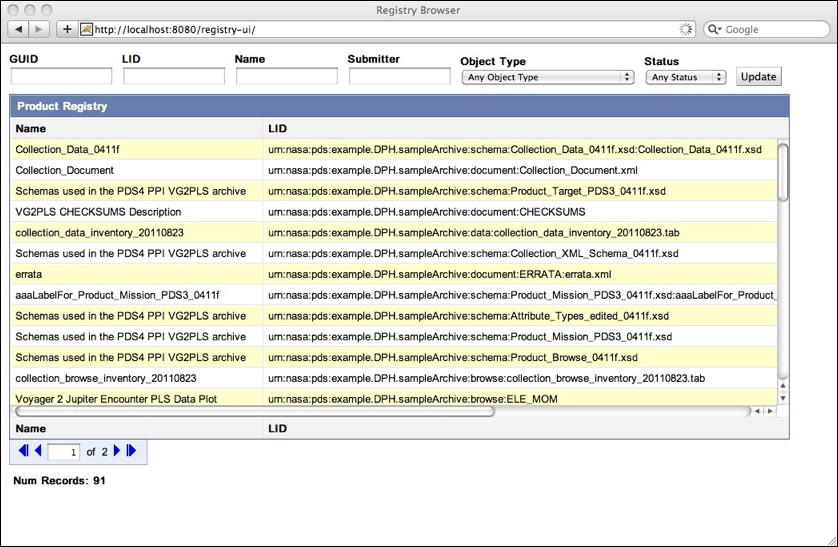 Registry Browser
http://localhost:8080/registry-ui/
Google
GUID LID Name Submitter Object Type Status
Any Object Type Any Status Update
Product Registry
Name LID
Collection_Data_0411f urn:nasa:pds:example.DPH.sampleArchive:schema:Collection_Data_0411f.xsd:Collection_Data_0411f.xsd
Collection_Document urn:nasa:pds:example.DPH.sampleArchive:document:Collection_Document.xml
Schemas used in the PDS4 PPI VG2PLS archive urn:nasa:pds:example.DPH.sampleArchive:schema:Product_Target_PDS3_0411f.xsd
VG2PLS CHECKSUMS Description urn:nasa:pds:example.DPH.sampleArchive:document:CHECKSUMS
collection_data_inventory_20110823 urn:nasa:pds:example.DPH.sampleArchive:data:collection_data_inventory_20110823.tab
Schemas used in the PDS4 PPI VG2PLS archive urn:nasa:pds:example.DPH.sampleArchive:schema:Collection_XML_Schema_0411f.xsd
errata urn:nasa:pds:example.DPH.sampleArchive:document:ERRATA:errata.xml
aaaLabelFor_Product_Mission_PDS3_0411f urn:nasa:pds:example.DPH.sampleArchive:schema:Product_Mission_PDS3_0411f.xsd:aaaLabelFor_Product_
Schemas used in the PDS4 PPI VG2PLS archive urn:nasa:pds:example.DPH.sampleArchive:schema:Attribute_Types_edited_0411f.xsd
Schemas used in the PDS4 PPI VG2PLS archive urn:nasa:pds:example.DPH.sampleArchive:schema:Product_Mission_PDS3_0411f.xsd
Schemas used in the PDS4 PPI VG2PLS archive urn:nasa:pds:example.DPH.sampleArchive:schema:Product_Browse_0411f.xsd
collection_browse_inventory_20110823 urn:nasa:pds:example.DPH.sampleArchive:browse:collection_browse_inventory_20110823.tab
Voyager 2 Jupiter Encounter PLS Data Plot urn:nasa:pds:example.DPH.sampleArchive:browse:ELE_MOM
Name LID
1 of 2
Num Records: 91